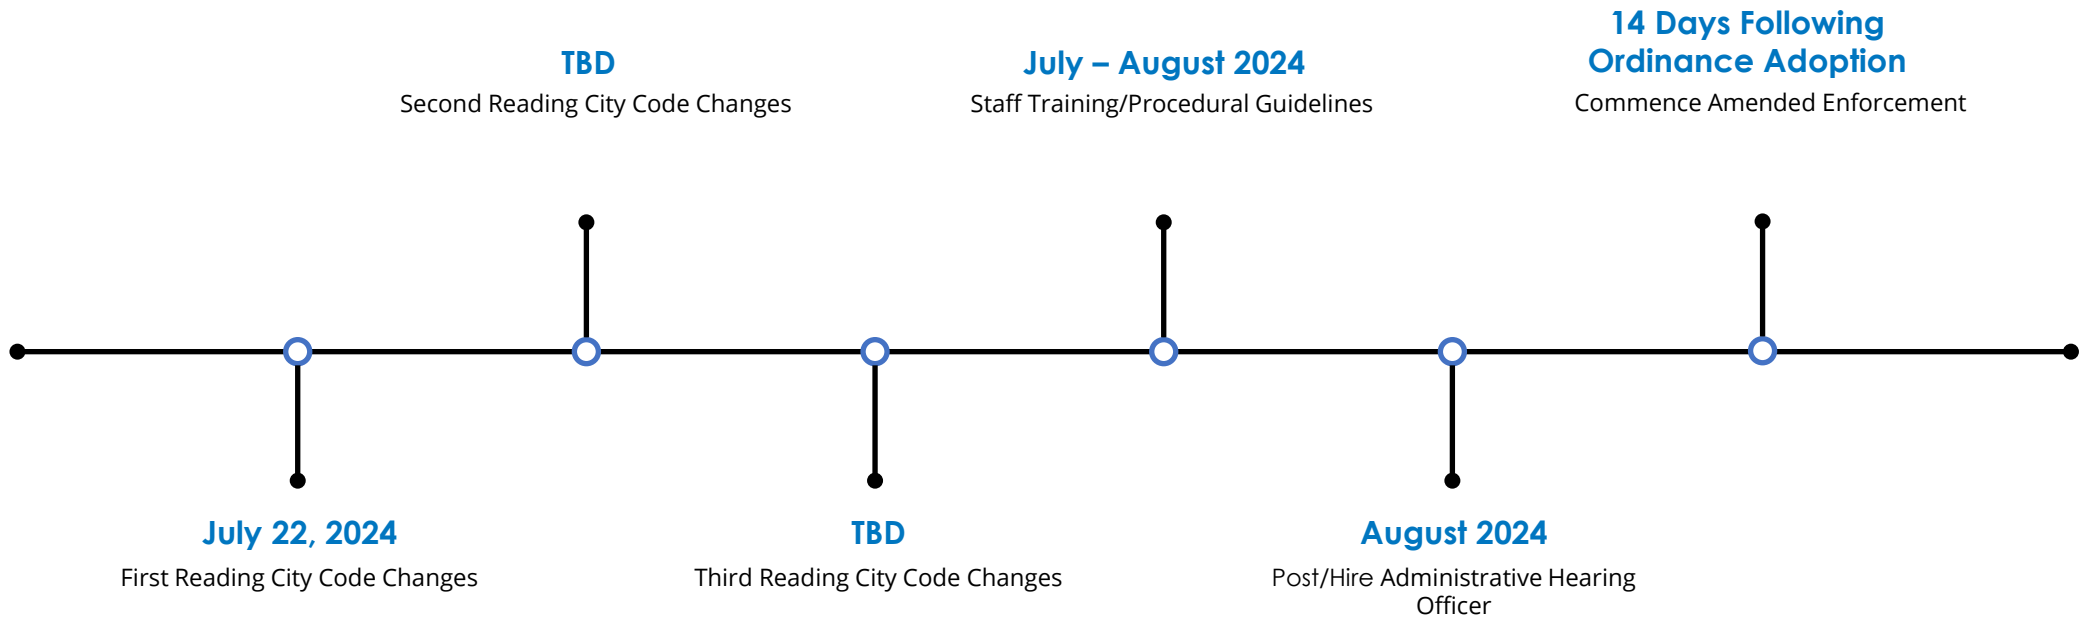 TBD
Second Reading City Code Changes
July – August 2024
Staff Training/Procedural Guidelines
14 Days Following
Ordinance Adoption
Commence Amended Enforcement
July 22, 2024
First Reading City Code Changes
TBD
Third Reading City Code Changes
August 2024
Post/Hire Administrative Hearing
Officer